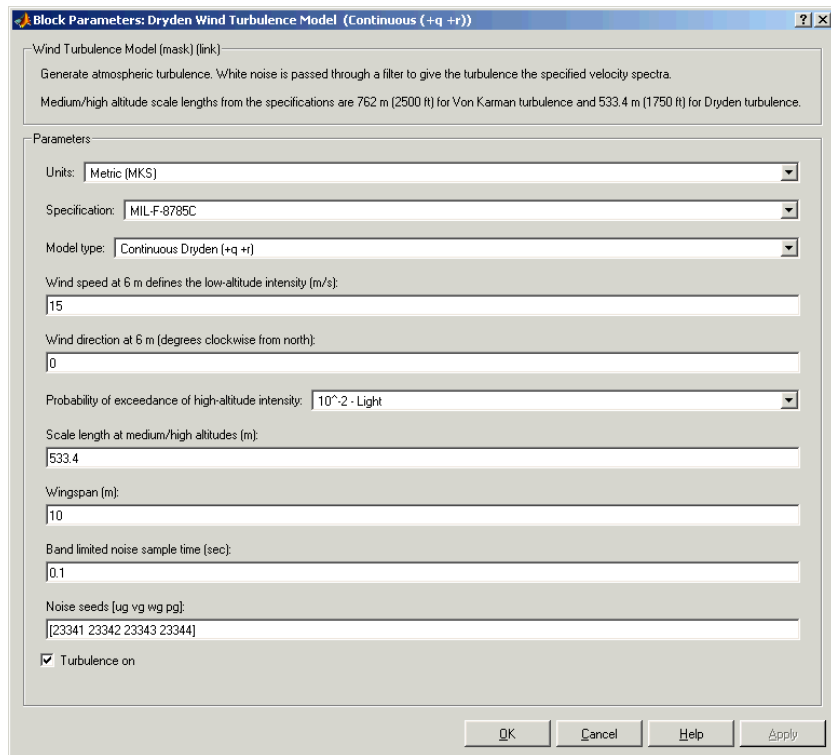 Block Parameters: Dryden Wind Turbulence Model (Continuous (+q +r))
Wind Turbulence Model (mask) (link)
Generate atmospheric turbulence. White noise is passed through a filter to give the turbulence the specified velocity spectra.
Medium/high altitude scale lengths from the specifications are 762 m (2500 ft) for Von Karman turbulence and 533.4 m (1750 ft) for Dryden turbulence.
Parameters
Units: Metric (MKS)
Specification: MIL-F-8785C
Model type: Continuous Dryden (+q +r)
Wind speed at 6 m defines the low-altitude intensity (m/s):
15
Wind direction at 6 m (degrees clockwise from north):
0
Probability of exceedance of high-altitude intensity: 10^-2 - Light
Scale length at medium/high altitudes (m):
533.4
Wingspan (m):
10
Band limited noise sample time (sec):
0.1
Noise seeds [ug vg wg pg]:
[23341 23342 23343 23344]
Turbulence on
OK Cancel Help Apply